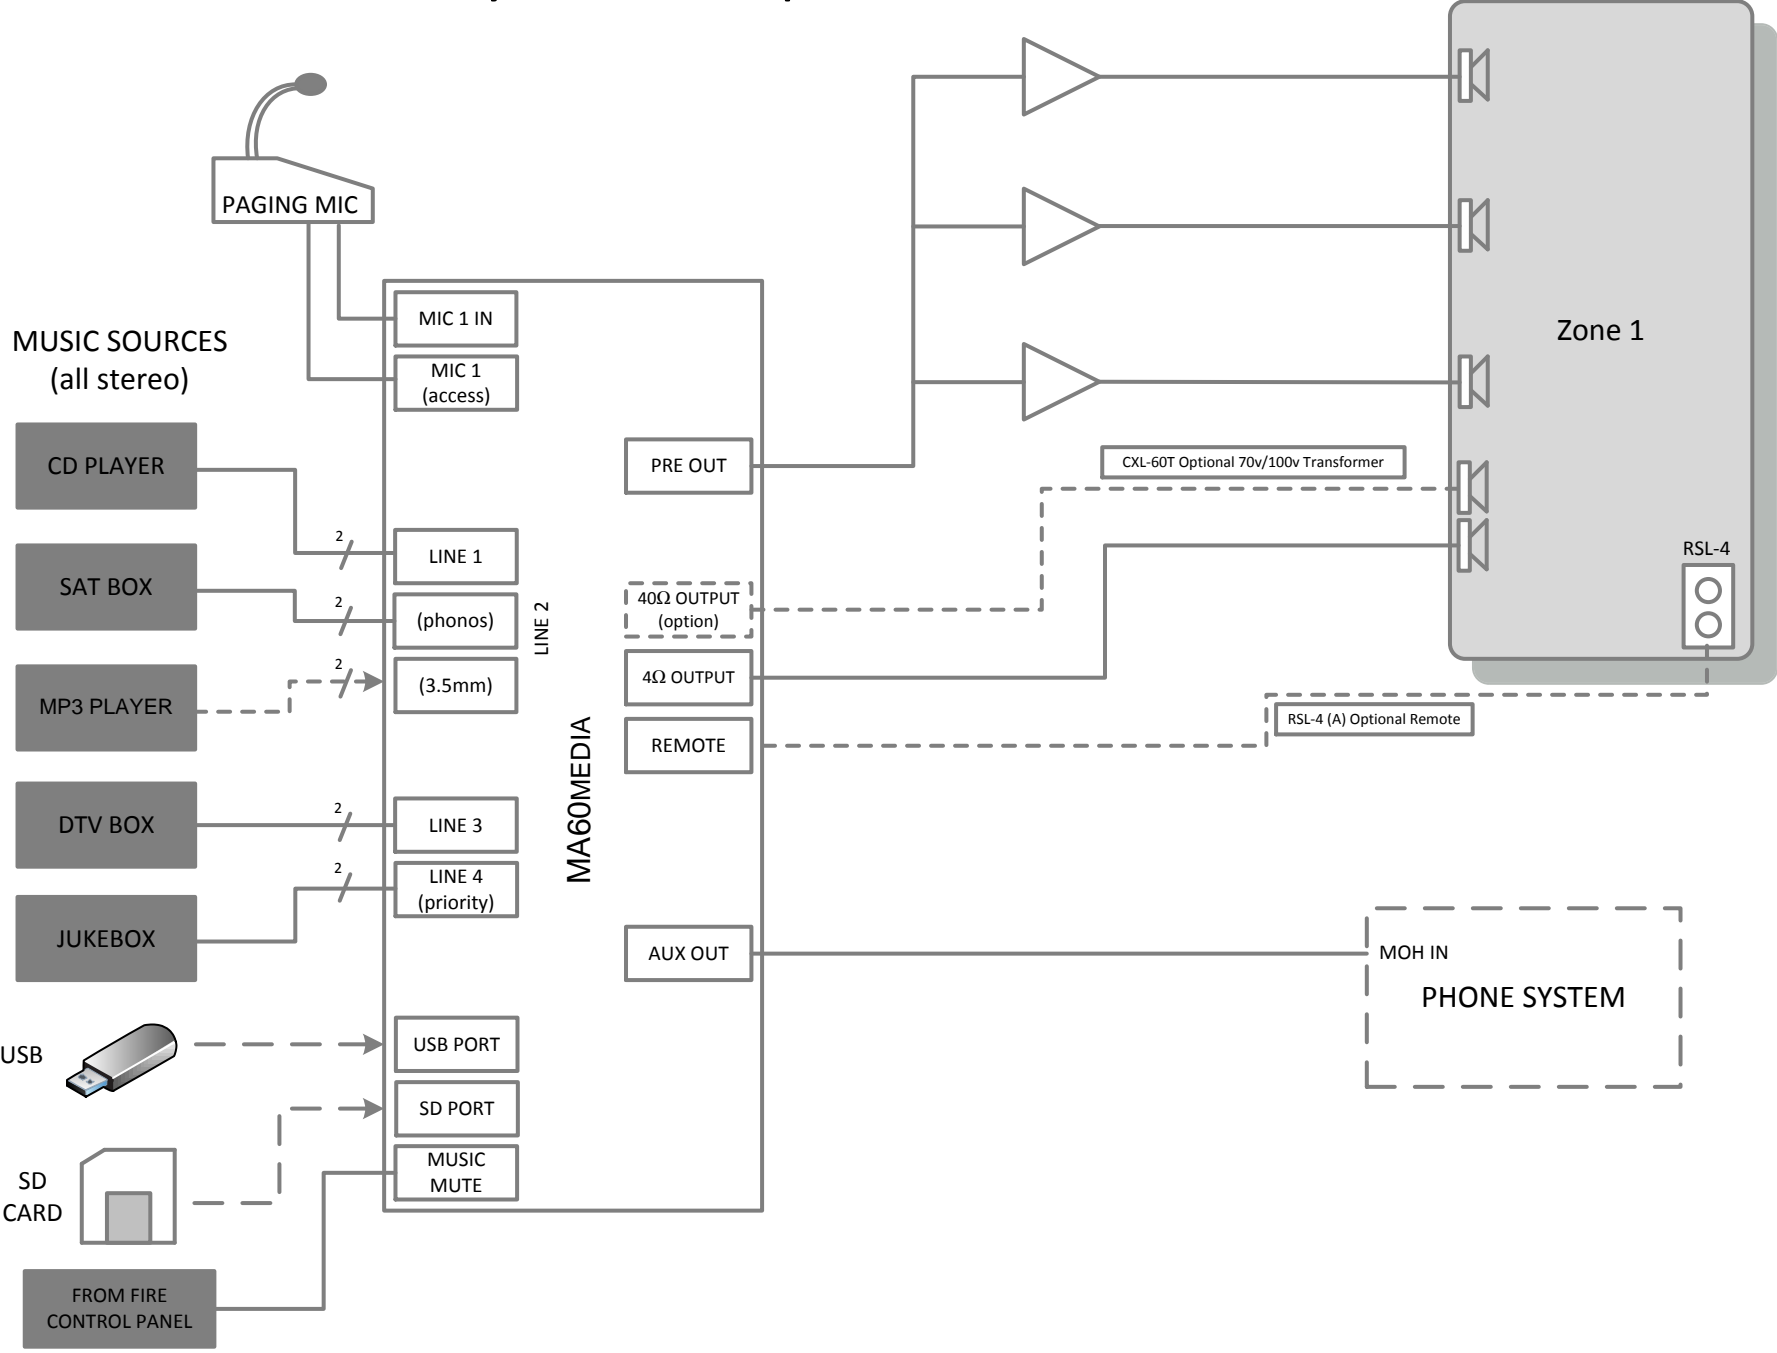 PAGING MIC
MUSIC SOURCES
(all stereo)
CD PLAYER
SAT BOX
MP3 PLAYER
DTV BOX
JUKEBOX
USB
SD
CARD
FROM FIRE
CONTROL PANEL
2
2
2
2
2
MIC 1 IN
MIC 1
(access)
LINE 1
(phonos)
(3.5mm)
LINE 2
LINE 3
LINE 4
(priority)
USB PORT
SD PORT
MUSIC
MUTE
MA60MEDIA
PRE OUT
40Ω OUTPUT
(option)
4Ω OUTPUT
REMOTE
AUX OUT
CXL-60T Optional 70v/100v Transformer
Zone 1
RSL-4
RSL-4 (A) Optional Remote
MOH IN
PHONE SYSTEM